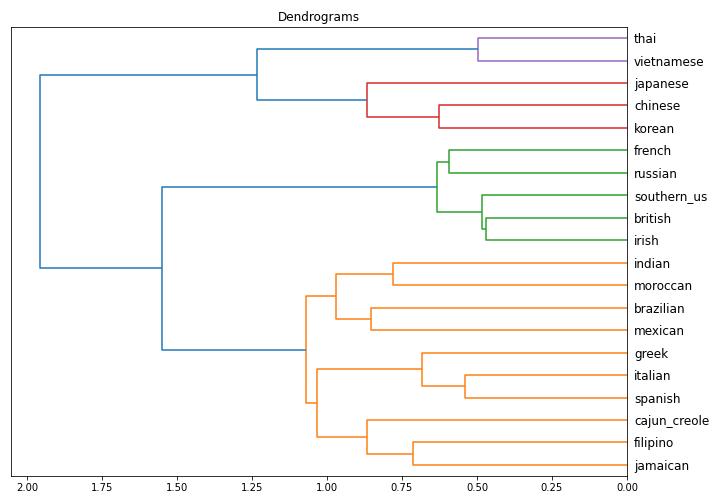 Dendrograms
thai
vietnamese
japanese
chinese
korean
french
russian
southern_us
british
irish
indian
moroccan
brazilian
mexican
greek
italian
spanish
cajun_creole
filipino
jamaican
2.00 1.75 1.50 1.25 1.00 0.75 0.50 0.25 0.00